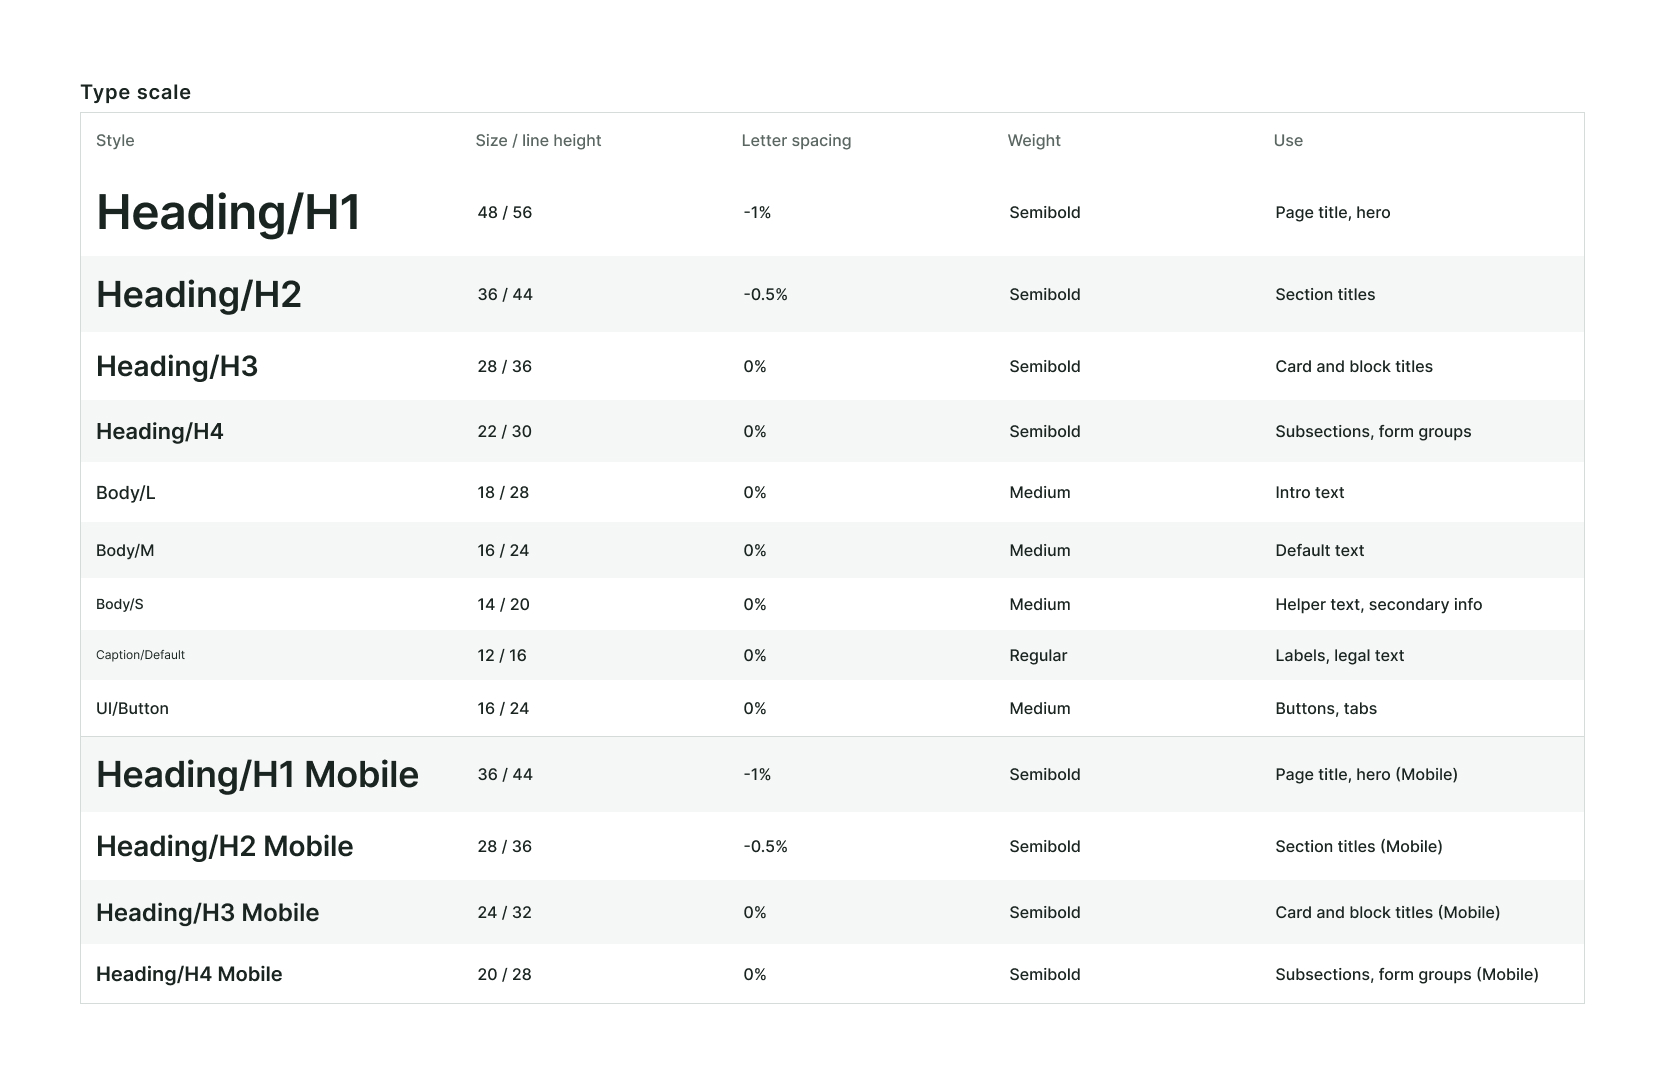 Type scale
Style Size / line height Letter spacing Weight Use
Heading/H1 48 / 56 -1% Semibold Page title, hero
Heading/H2 36 / 44 -0.5% Semibold Section titles
Heading/H3 28 / 36 0% Semibold Card and block titles
Heading/H4 22 / 30 0% Semibold Subsections, form groups
Body/L 18 / 28 0% Medium Intro text
Body/M 16 / 24 0% Medium Default text
Body/S 14 / 20 0% Medium Helper text, secondary info
Caption/Default 12 / 16 0% Regular Labels, legal text
UI/Button 16 / 24 0% Medium Buttons, tabs
Heading/H1 Mobile 36 / 44 -1% Semibold Page title, hero (Mobile)
Heading/H2 Mobile 28 / 36 -0.5% Semibold Section titles (Mobile)
Heading/H3 Mobile 24 / 32 0% Semibold Card and block titles (Mobile)
Heading/H4 Mobile 20 / 28 0% Semibold Subsections, form groups (Mobile)